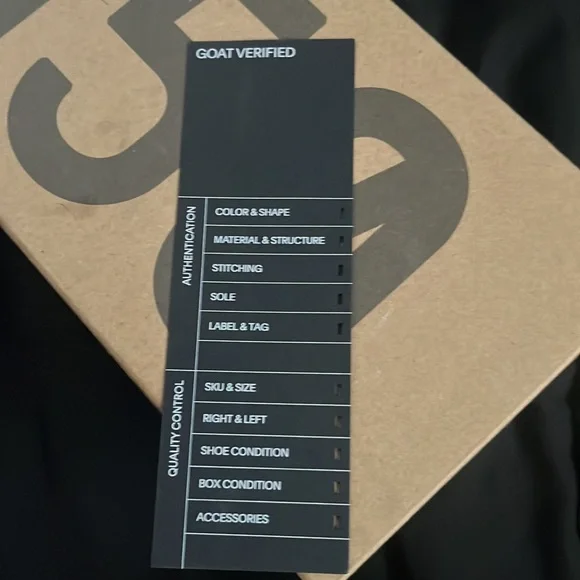 GOAT VERIFIED
AUTHENTICATION
COLOR & SHAPE
MATERIAL & STRUCTURE
STITCHING
SOLE
LABEL & TAG
QUALITY CONTROL
SKU & SIZE
RIGHT & LEFT
SHOE CONDITION
BOX CONDITION
ACCESSORIES